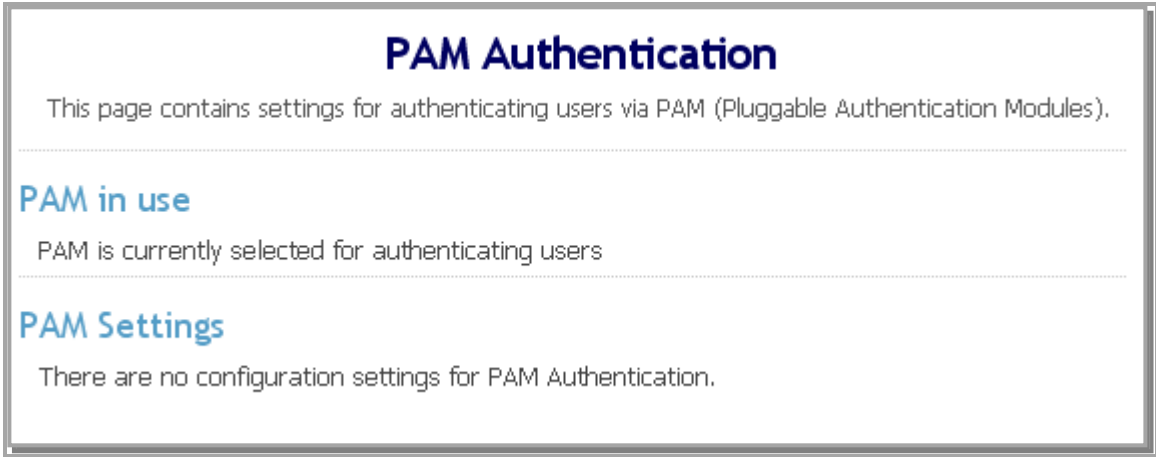 PAM Authentication
This page contains settings for authenticating users via PAM (Pluggable Authentication Modules).
PAM in use
PAM is currently selected for authenticating users
PAM Settings
There are no configuration settings for PAM Authentication.